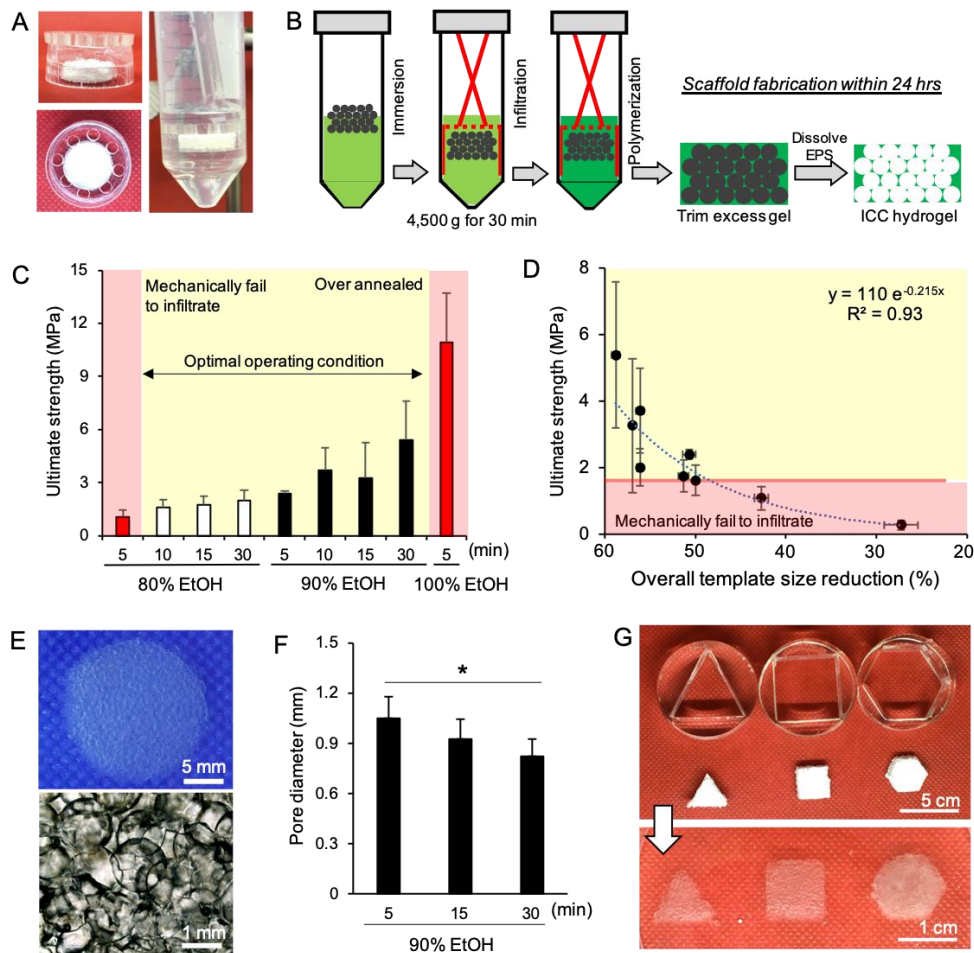 A
B
Immersion
Infiltration
Polymerization
4,500 g for 30 min
Scaffold fabrication within 24 hrs
Dissolve
EPS
Trim excess gel
ICC hydrogel
C
Ultimate strength (MPa)
15
12
9
6
3
0
Mechanically fail
to infiltrate
Over annealed
Optimal operating condition
5
10
15
30
5
10
15
30
5
(min)
80% EtOH
90% EtOH
100% EtOH
D
Ultimate strength (MPa)
8
6
4
2
0
y = 110 e^-0.215x
R² = 0.93
Mechanically fail to infiltrate
60
50
40
30
20
Overall template size reduction (%)
E
5 mm
1 mm
F
Pore diameter (mm)
1.5
1.2
0.9
0.6
0.3
0
*
5
15
30
(min)
90% EtOH
G
5 cm
1 cm